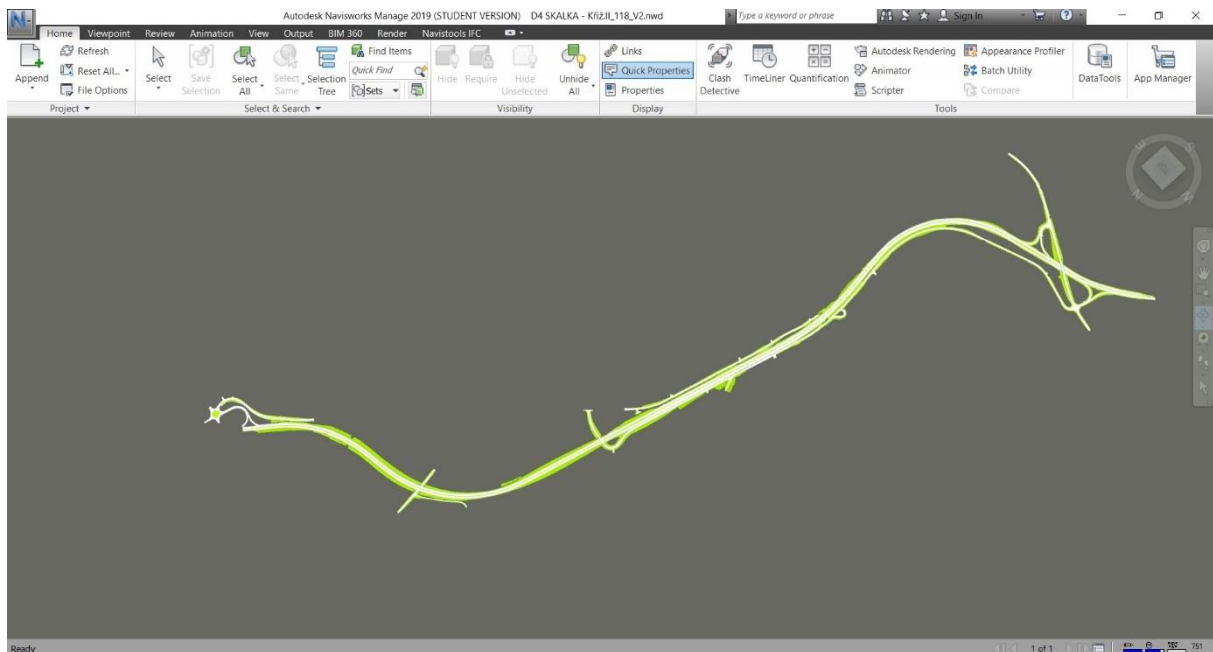 Autodesk Navisworks Manage 2019 (STUDENT VERSION) D4 SKALKA - Křiž.II_118_V2.nwd
Type a keyword or phrase
Sign In
Home Viewpoint Review Animation View Output BIM 360 Render Navistools IFC
Append
Refresh
Reset All...
File Options
Project
Select
Save Selection
Select All
Select Same
Selection Tree
Find Items
Quick Find
Sets
Select & Search
Hide
Require
Hide Unselected
Unhide All
Visibility
Links
Quick Properties
Properties
Display
Clash Detective
TimeLiner
Quantification
Autodesk Rendering
Animator
Scripter
Appearance Profiler
Batch Utility
Compare
Tools
DataTools
App Manager
Ready
1 of 1
751